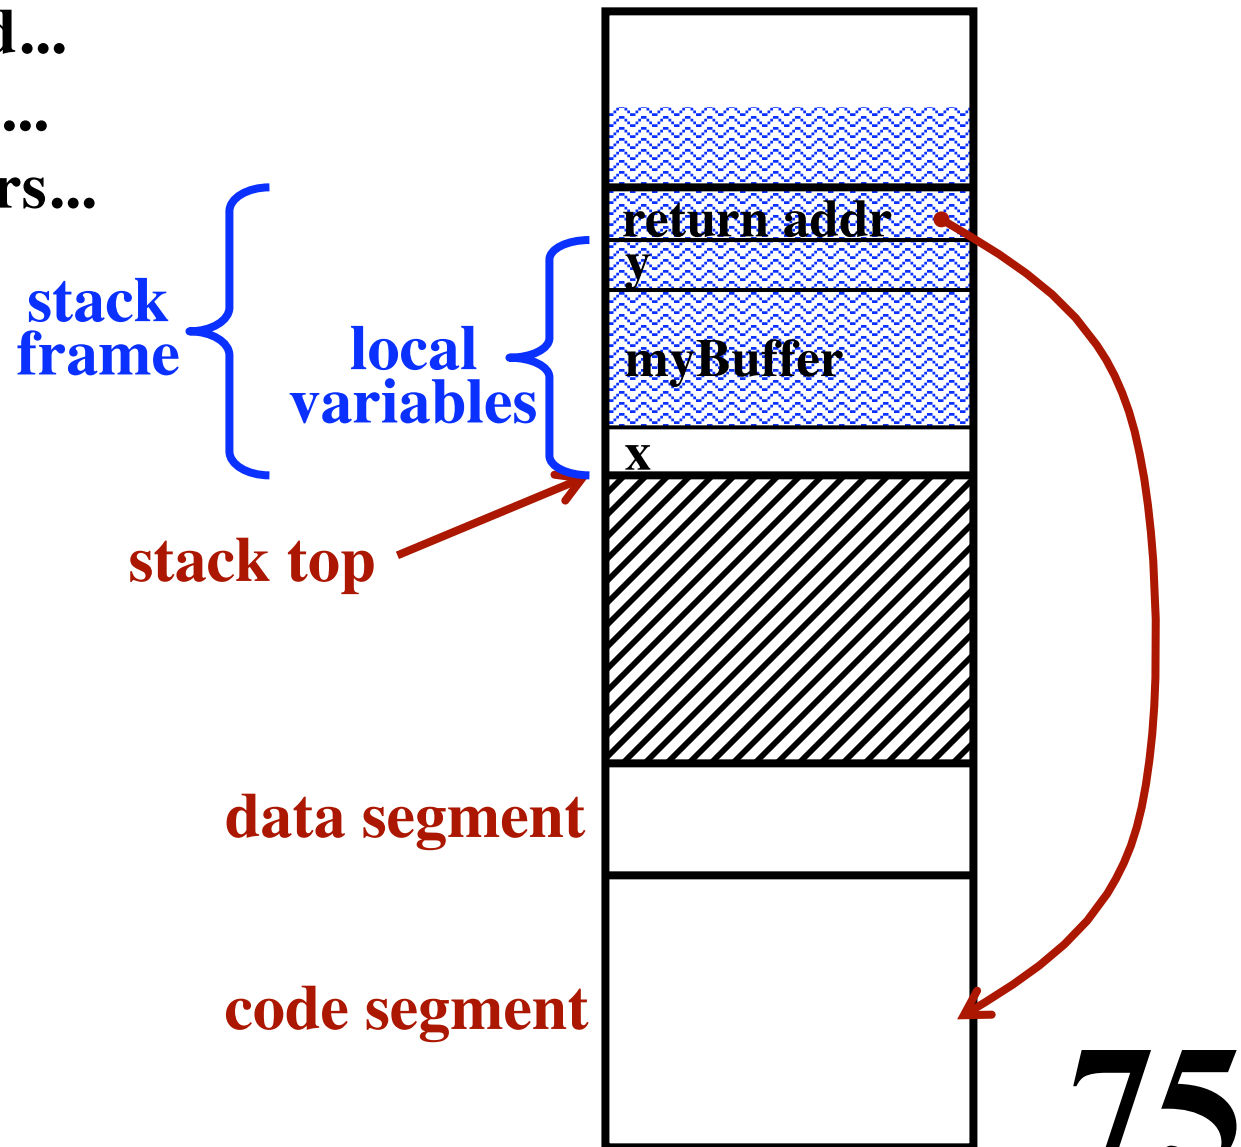 d...
...
rs...
return addr
y
stack
frame
local
variables
myBuffer
x
stack top
data segment
code segment
75